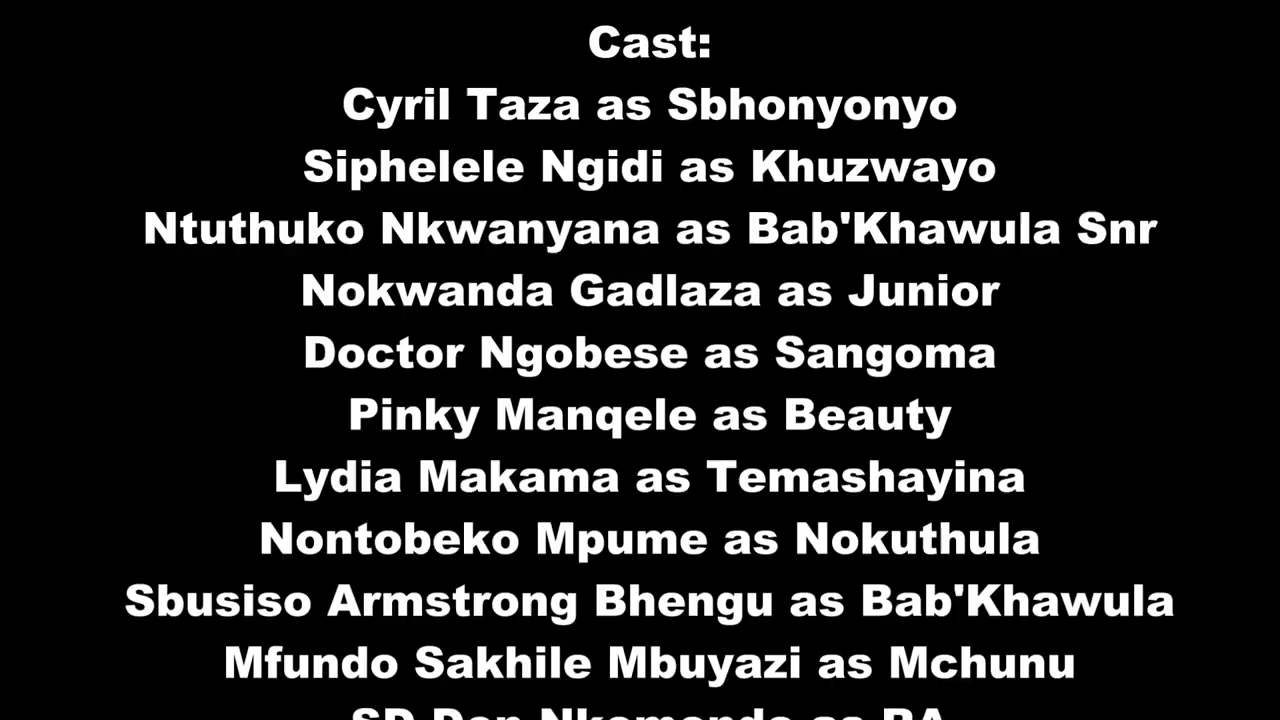 Cast:
Cyril Taza as Sbhonyonyo
Siphelele Ngidi as Khuzwayo
Ntuthuko Nkwanyana as Bab'Khawula Snr
Nokwanda Gadlaza as Junior
Doctor Ngobese as Sangoma
Pinky Manqele as Beauty
Lydia Makama as Temashayina
Nontobeko Mpume as Nokuthula
Sbusiso Armstrong Bhengu as Bab'Khawula
Mfundo Sakhile Mbuyazi as Mchunu
SD as